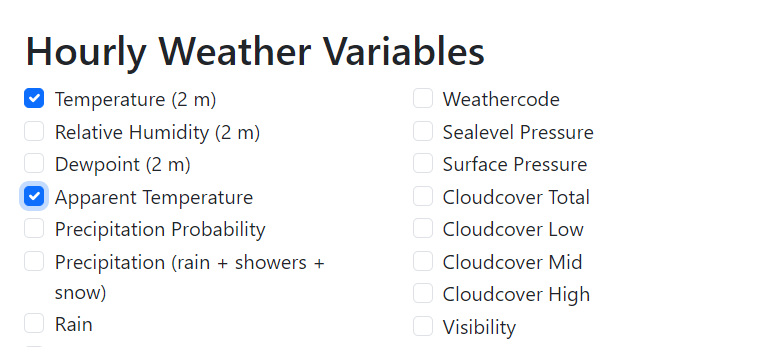 Hourly Weather Variables
Temperature (2 m)
Relative Humidity (2 m)
Dewpoint (2 m)
Apparent Temperature
Precipitation Probability
Precipitation (rain + showers +
snow)
Rain
Weathercode
Sealevel Pressure
Surface Pressure
Cloudcover Total
Cloudcover Low
Cloudcover Mid
Cloudcover High
Visibility